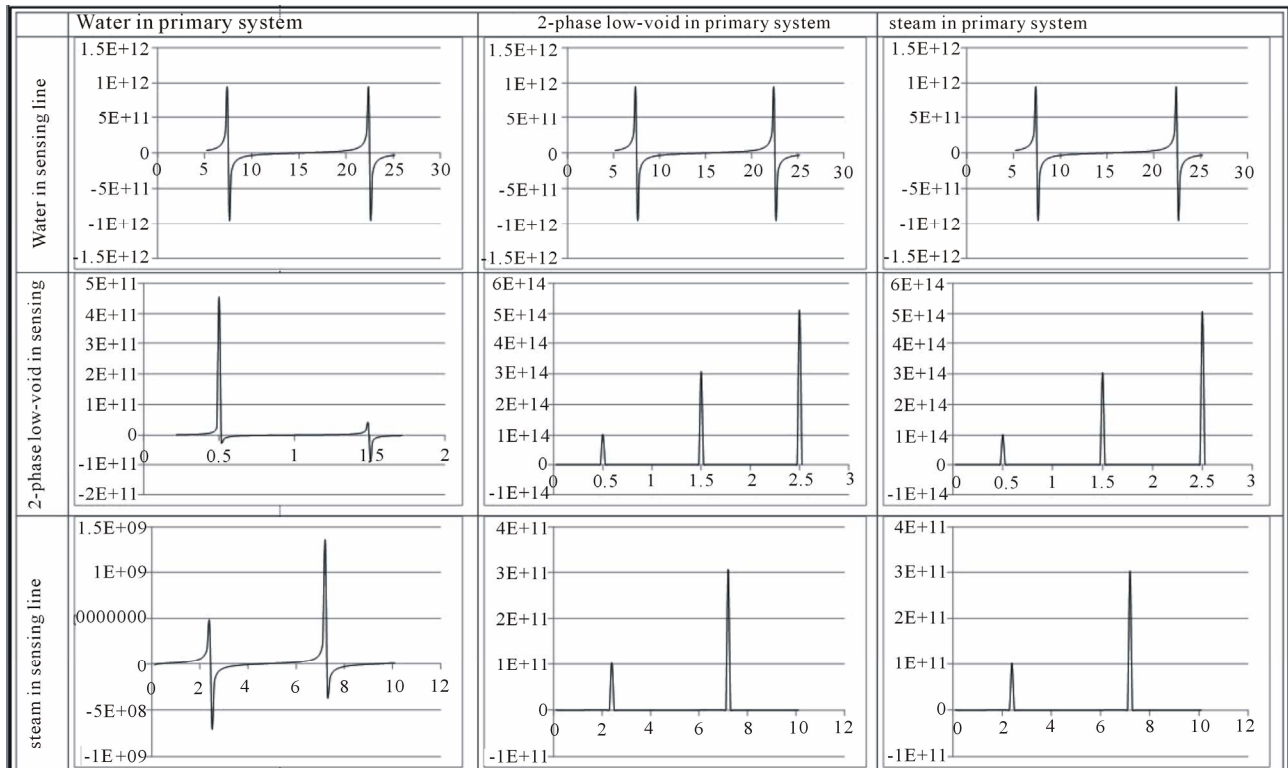 Water in primary system
2-phase low-void in primary system
steam in primary system
Water in sensing line
1.5E+12
1E+12
5E+11
0
-5E+11
-1E+12
-1.5E+12
0 5 10 15 20 25 30
1.5E+12
1E+12
5E+11
0
-5E+11
-1E+12
-1.5E+12
0 5 10 15 20 25 30
1.5E+12
1E+12
5E+11
0
-5E+11
-1E+12
-1.5E+12
0 5 10 15 20 25 30
2-phase low-void in sensing
5E+11
4E+11
3E+11
2E+11
1E+11
0
-1E+11
-2E+11
0 0.5 1 1.5 2
6E+14
5E+14
4E+14
3E+14
2E+14
1E+14
0
-1E+14
0 0.5 1 1.5 2 2.5 3
6E+14
5E+14
4E+14
3E+14
2E+14
1E+14
0
-1E+14
0 0.5 1 1.5 2 2.5 3
steam in sensing line
1.5E+09
1E+09
0000000
0
-5E+08
-1E+09
0 2 4 6 8 10 12
4E+11
3E+11
2E+11
1E+11
0
-1E+11
0 2 4 6 8 10 12
4E+11
3E+11
2E+11
1E+11
0
-1E+11
0 2 4 6 8 10 12